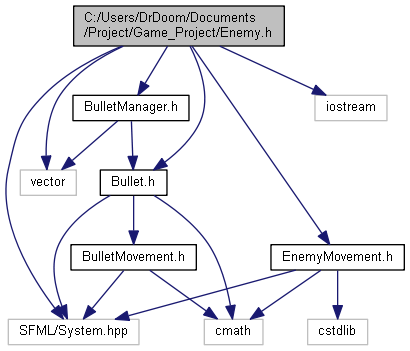 C:/Users/DrDoom/Documents
/Project/Game_Project/Enemy.h
BulletManager.h
iostream
vector
Bullet.h
BulletMovement.h
EnemyMovement.h
SFML/System.hpp
cmath
cstdlib